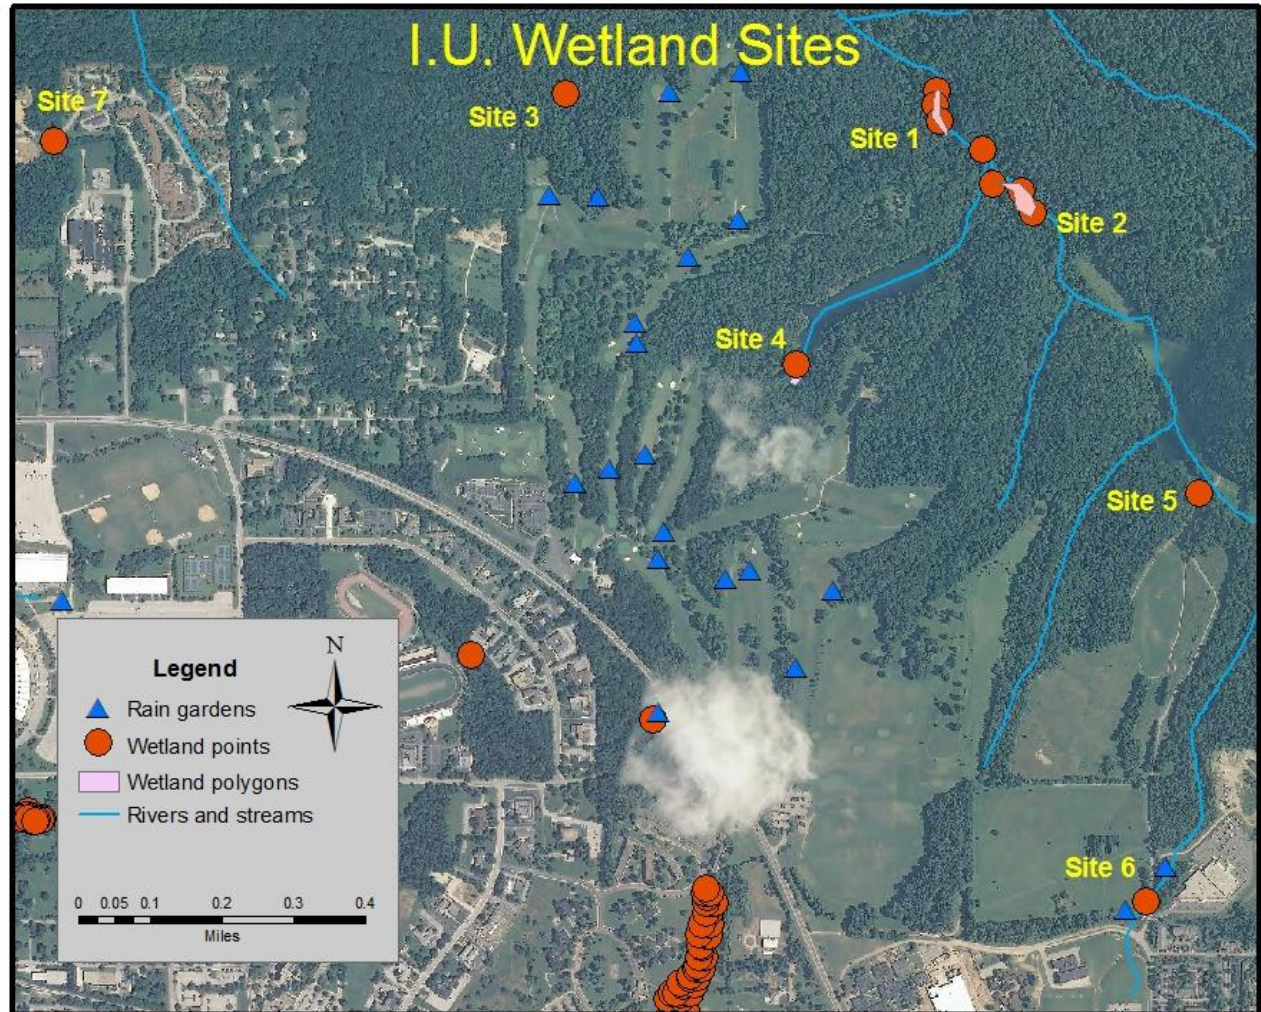 I.U. Wetland Sites
Site 7
Site 3
Site 1
Site 2
Site 4
Site 5
Site 6
Legend
N
Rain gardens
Wetland points
Wetland polygons
Rivers and streams
0 0.05 0.1 0.2 0.3 0.4
Miles